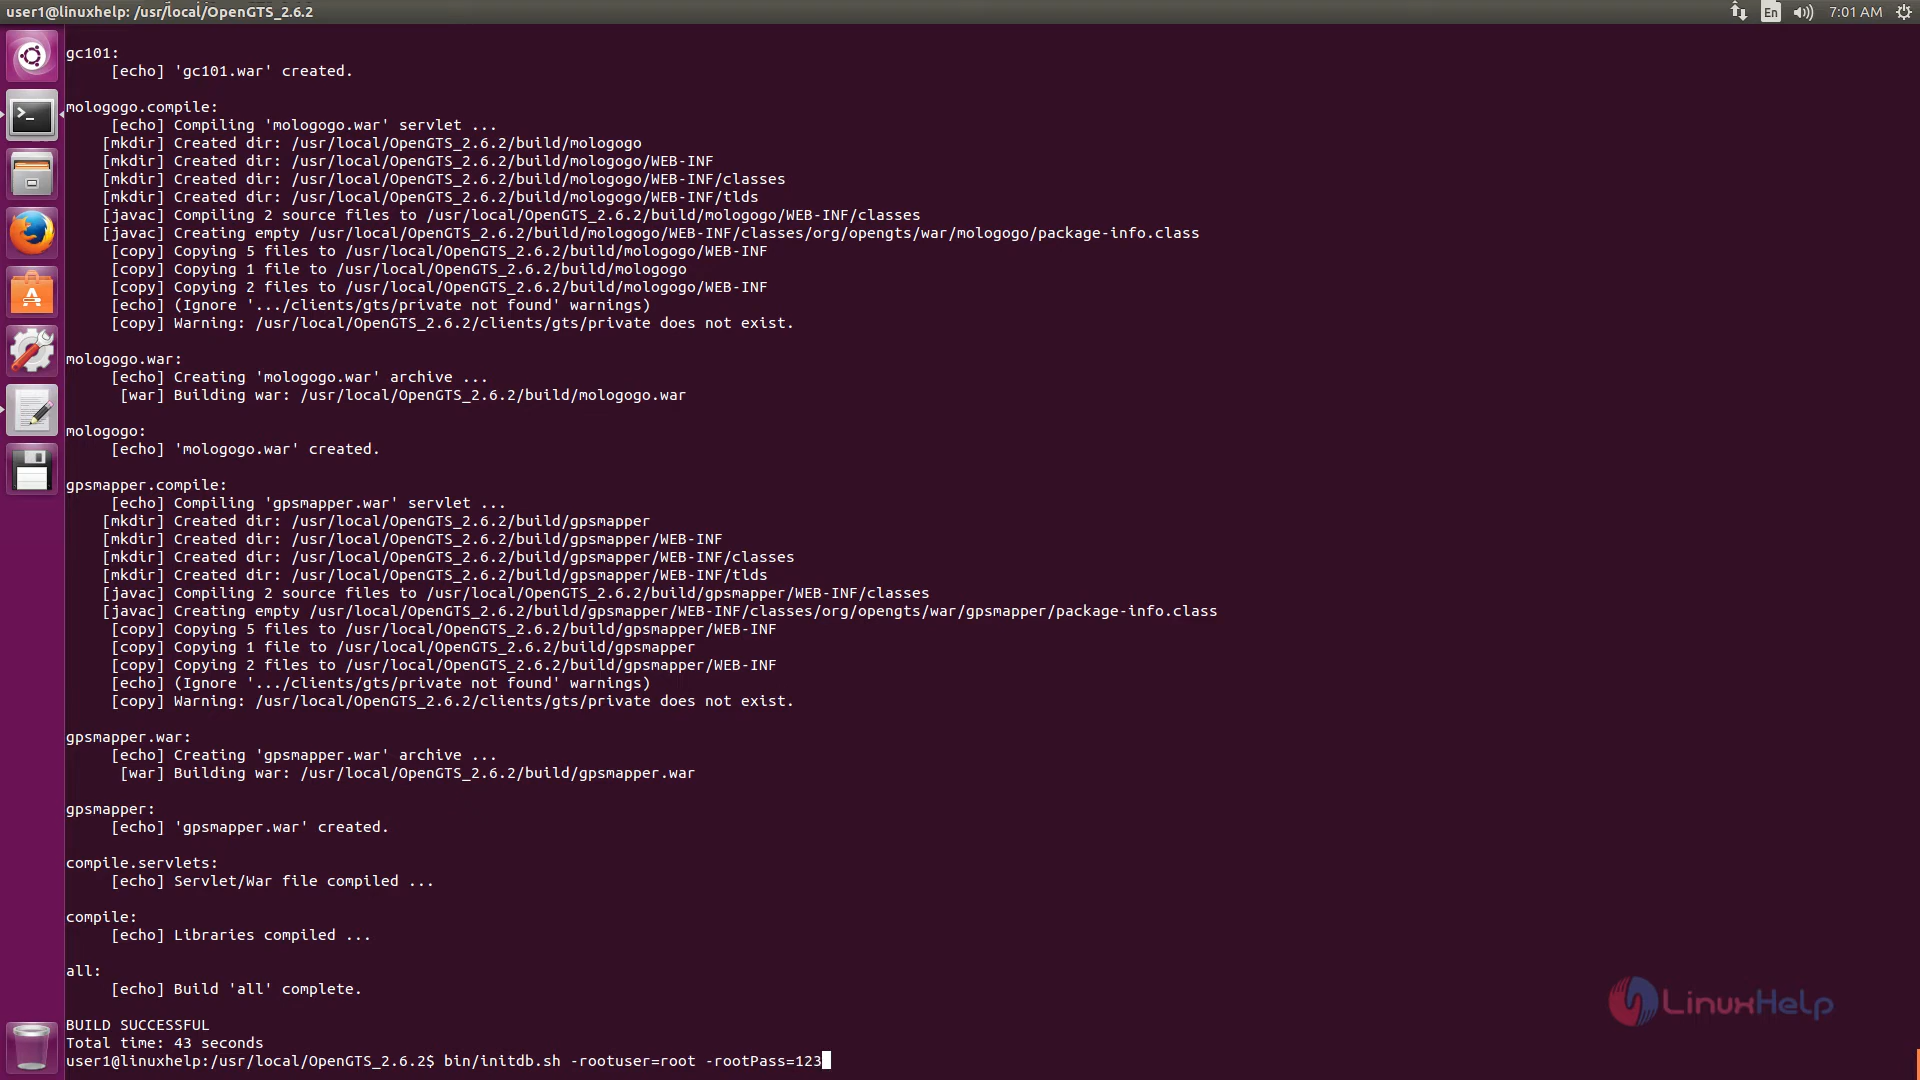 user1@linuxhelp: /usr/local/OpenGTS_2.6.2
En
7:01 AM
gc101:
[echo] 'gc101.war' created.
mologogo.compile:
[echo] Compiling 'mologogo.war' servlet ...
[mkdir] Created dir: /usr/local/OpenGTS_2.6.2/build/mologogo
[mkdir] Created dir: /usr/local/OpenGTS_2.6.2/build/mologogo/WEB-INF
[mkdir] Created dir: /usr/local/OpenGTS_2.6.2/build/mologogo/WEB-INF/classes
[mkdir] Created dir: /usr/local/OpenGTS_2.6.2/build/mologogo/WEB-INF/tlds
[javac] Compiling 2 source files to /usr/local/OpenGTS_2.6.2/build/mologogo/WEB-INF/classes
[javac] Creating empty /usr/local/OpenGTS_2.6.2/build/mologogo/WEB-INF/classes/org/opengts/war/mologogo/package-info.class
[copy] Copying 5 files to /usr/local/OpenGTS_2.6.2/build/mologogo/WEB-INF
[copy] Copying 1 file to /usr/local/OpenGTS_2.6.2/build/mologogo
[copy] Copying 2 files to /usr/local/OpenGTS_2.6.2/build/mologogo/WEB-INF
[echo] (Ignore '.../clients/gts/private not found' warnings)
[copy] Warning: /usr/local/OpenGTS_2.6.2/clients/gts/private does not exist.
mologogo.war:
[echo] Creating 'mologogo.war' archive ...
[war] Building war: /usr/local/OpenGTS_2.6.2/build/mologogo.war
mologogo:
[echo] 'mologogo.war' created.
gpsmapper.compile:
[echo] Compiling 'gpsmapper.war' servlet ...
[mkdir] Created dir: /usr/local/OpenGTS_2.6.2/build/gpsmapper
[mkdir] Created dir: /usr/local/OpenGTS_2.6.2/build/gpsmapper/WEB-INF
[mkdir] Created dir: /usr/local/OpenGTS_2.6.2/build/gpsmapper/WEB-INF/classes
[mkdir] Created dir: /usr/local/OpenGTS_2.6.2/build/gpsmapper/WEB-INF/tlds
[javac] Compiling 2 source files to /usr/local/OpenGTS_2.6.2/build/gpsmapper/WEB-INF/classes
[javac] Creating empty /usr/local/OpenGTS_2.6.2/build/gpsmapper/WEB-INF/classes/org/opengts/war/gpsmapper/package-info.class
[copy] Copying 5 files to /usr/local/OpenGTS_2.6.2/build/gpsmapper/WEB-INF
[copy] Copying 1 file to /usr/local/OpenGTS_2.6.2/build/gpsmapper
[copy] Copying 2 files to /usr/local/OpenGTS_2.6.2/build/gpsmapper/WEB-INF
[echo] (Ignore '.../clients/gts/private not found' warnings)
[copy] Warning: /usr/local/OpenGTS_2.6.2/clients/gts/private does not exist.
gpsmapper.war:
[echo] Creating 'gpsmapper.war' archive ...
[war] Building war: /usr/local/OpenGTS_2.6.2/build/gpsmapper.war
gpsmapper:
[echo] 'gpsmapper.war' created.
compile.servlets:
[echo] Servlet/War file compiled ...
compile:
[echo] Libraries compiled ...
all:
[echo] Build 'all' complete.
BUILD SUCCESSFUL
Total time: 43 seconds
user1@linuxhelp:/usr/local/OpenGTS_2.6.2$ bin/initdb.sh -rootuser=root -rootPass=123
LinuxHelp